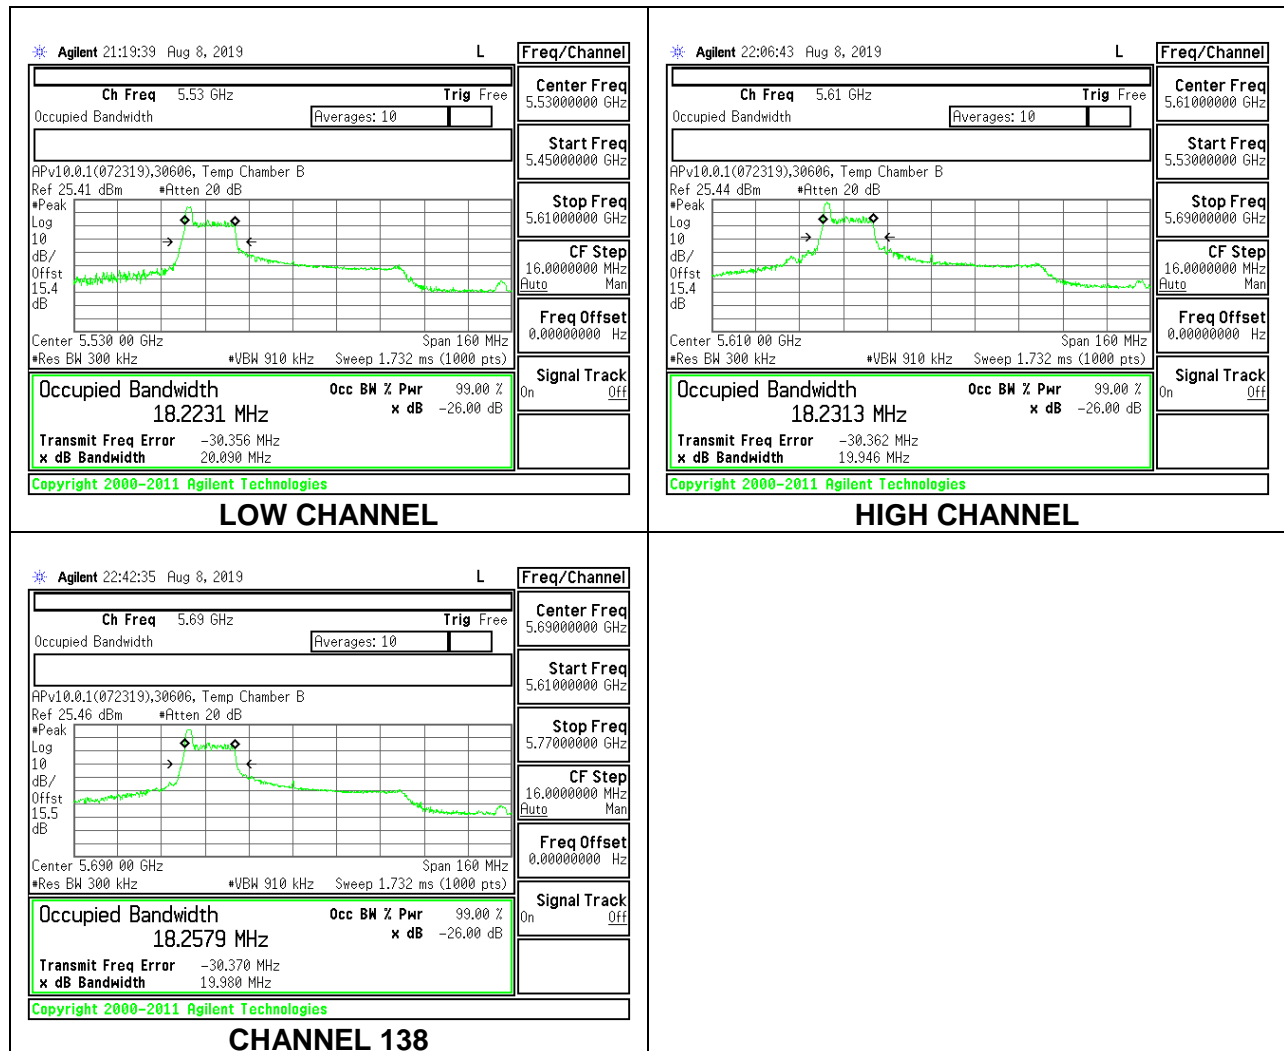 Agilent 21:19:39 Aug 8, 2019 L Freq/Channel
Ch Freq 5.53 GHz Trig Free
Occupied Bandwidth Averages: 10
APv10.0.1(072319),30606, Temp Chamber B
Ref 25.41 dBm #Atten 20 dB
#Peak
Log
10
dB/
Offst
15.4
dB
Center 5.530 00 GHz Span 160 MHz
#Res BW 300 kHz #VBW 910 kHz Sweep 1.732 ms (1000 pts)
Occupied Bandwidth Occ BW % Pwr 99.00 %
18.2231 MHz x dB -26.00 dB
Transmit Freq Error -30.356 MHz
x dB Bandwidth 20.090 MHz
Copyright 2000-2011 Agilent Technologies
Center Freq
5.53000000 GHz
Start Freq
5.45000000 GHz
Stop Freq
5.61000000 GHz
CF Step
16.0000000 MHz
Auto Man
Freq Offset
0.00000000 Hz
Signal Track
On Off
LOW CHANNEL
Agilent 22:06:43 Aug 8, 2019 L Freq/Channel
Ch Freq 5.61 GHz Trig Free
Occupied Bandwidth Averages: 10
APv10.0.1(072319),30606, Temp Chamber B
Ref 25.44 dBm #Atten 20 dB
#Peak
Log
10
dB/
Offst
15.4
dB
Center 5.610 00 GHz Span 160 MHz
#Res BW 300 kHz #VBW 910 kHz Sweep 1.732 ms (1000 pts)
Occupied Bandwidth Occ BW % Pwr 99.00 %
18.2313 MHz x dB -26.00 dB
Transmit Freq Error -30.362 MHz
x dB Bandwidth 19.946 MHz
Copyright 2000-2011 Agilent Technologies
Center Freq
5.61000000 GHz
Start Freq
5.53000000 GHz
Stop Freq
5.69000000 GHz
CF Step
16.0000000 MHz
Auto Man
Freq Offset
0.00000000 Hz
Signal Track
On Off
HIGH CHANNEL
Agilent 22:42:35 Aug 8, 2019 L Freq/Channel
Ch Freq 5.69 GHz Trig Free
Occupied Bandwidth Averages: 10
APv10.0.1(072319),30606, Temp Chamber B
Ref 25.46 dBm #Atten 20 dB
#Peak
Log
10
dB/
Offst
15.5
dB
Center 5.690 00 GHz Span 160 MHz
#Res BW 300 kHz #VBW 910 kHz Sweep 1.732 ms (1000 pts)
Occupied Bandwidth Occ BW % Pwr 99.00 %
18.2579 MHz x dB -26.00 dB
Transmit Freq Error -30.370 MHz
x dB Bandwidth 19.980 MHz
Copyright 2000-2011 Agilent Technologies
Center Freq
5.69000000 GHz
Start Freq
5.61000000 GHz
Stop Freq
5.77000000 GHz
CF Step
16.0000000 MHz
Auto Man
Freq Offset
0.00000000 Hz
Signal Track
On Off
CHANNEL 138